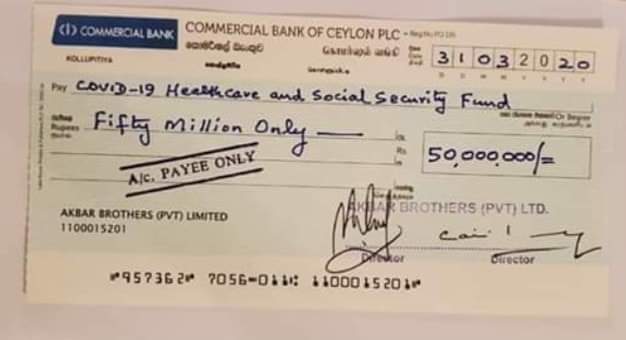 COMMERCIAL BANK
COMMERCIAL BANK OF CEYLON PLC
KOLLUPITIYA
31032020
Pay COVID-19 Healthcare and Social Security Fund
Rupees Fifty Million Only
Rs 50,000,000/=
A/c. PAYEE ONLY
AKBAR BROTHERS (PVT) LTD.
AKBAR BROTHERS (PVT) LIMITED
1100015201
Director Director
⑈957362⑈ 7056⑉011⑆ 1100015201⑈